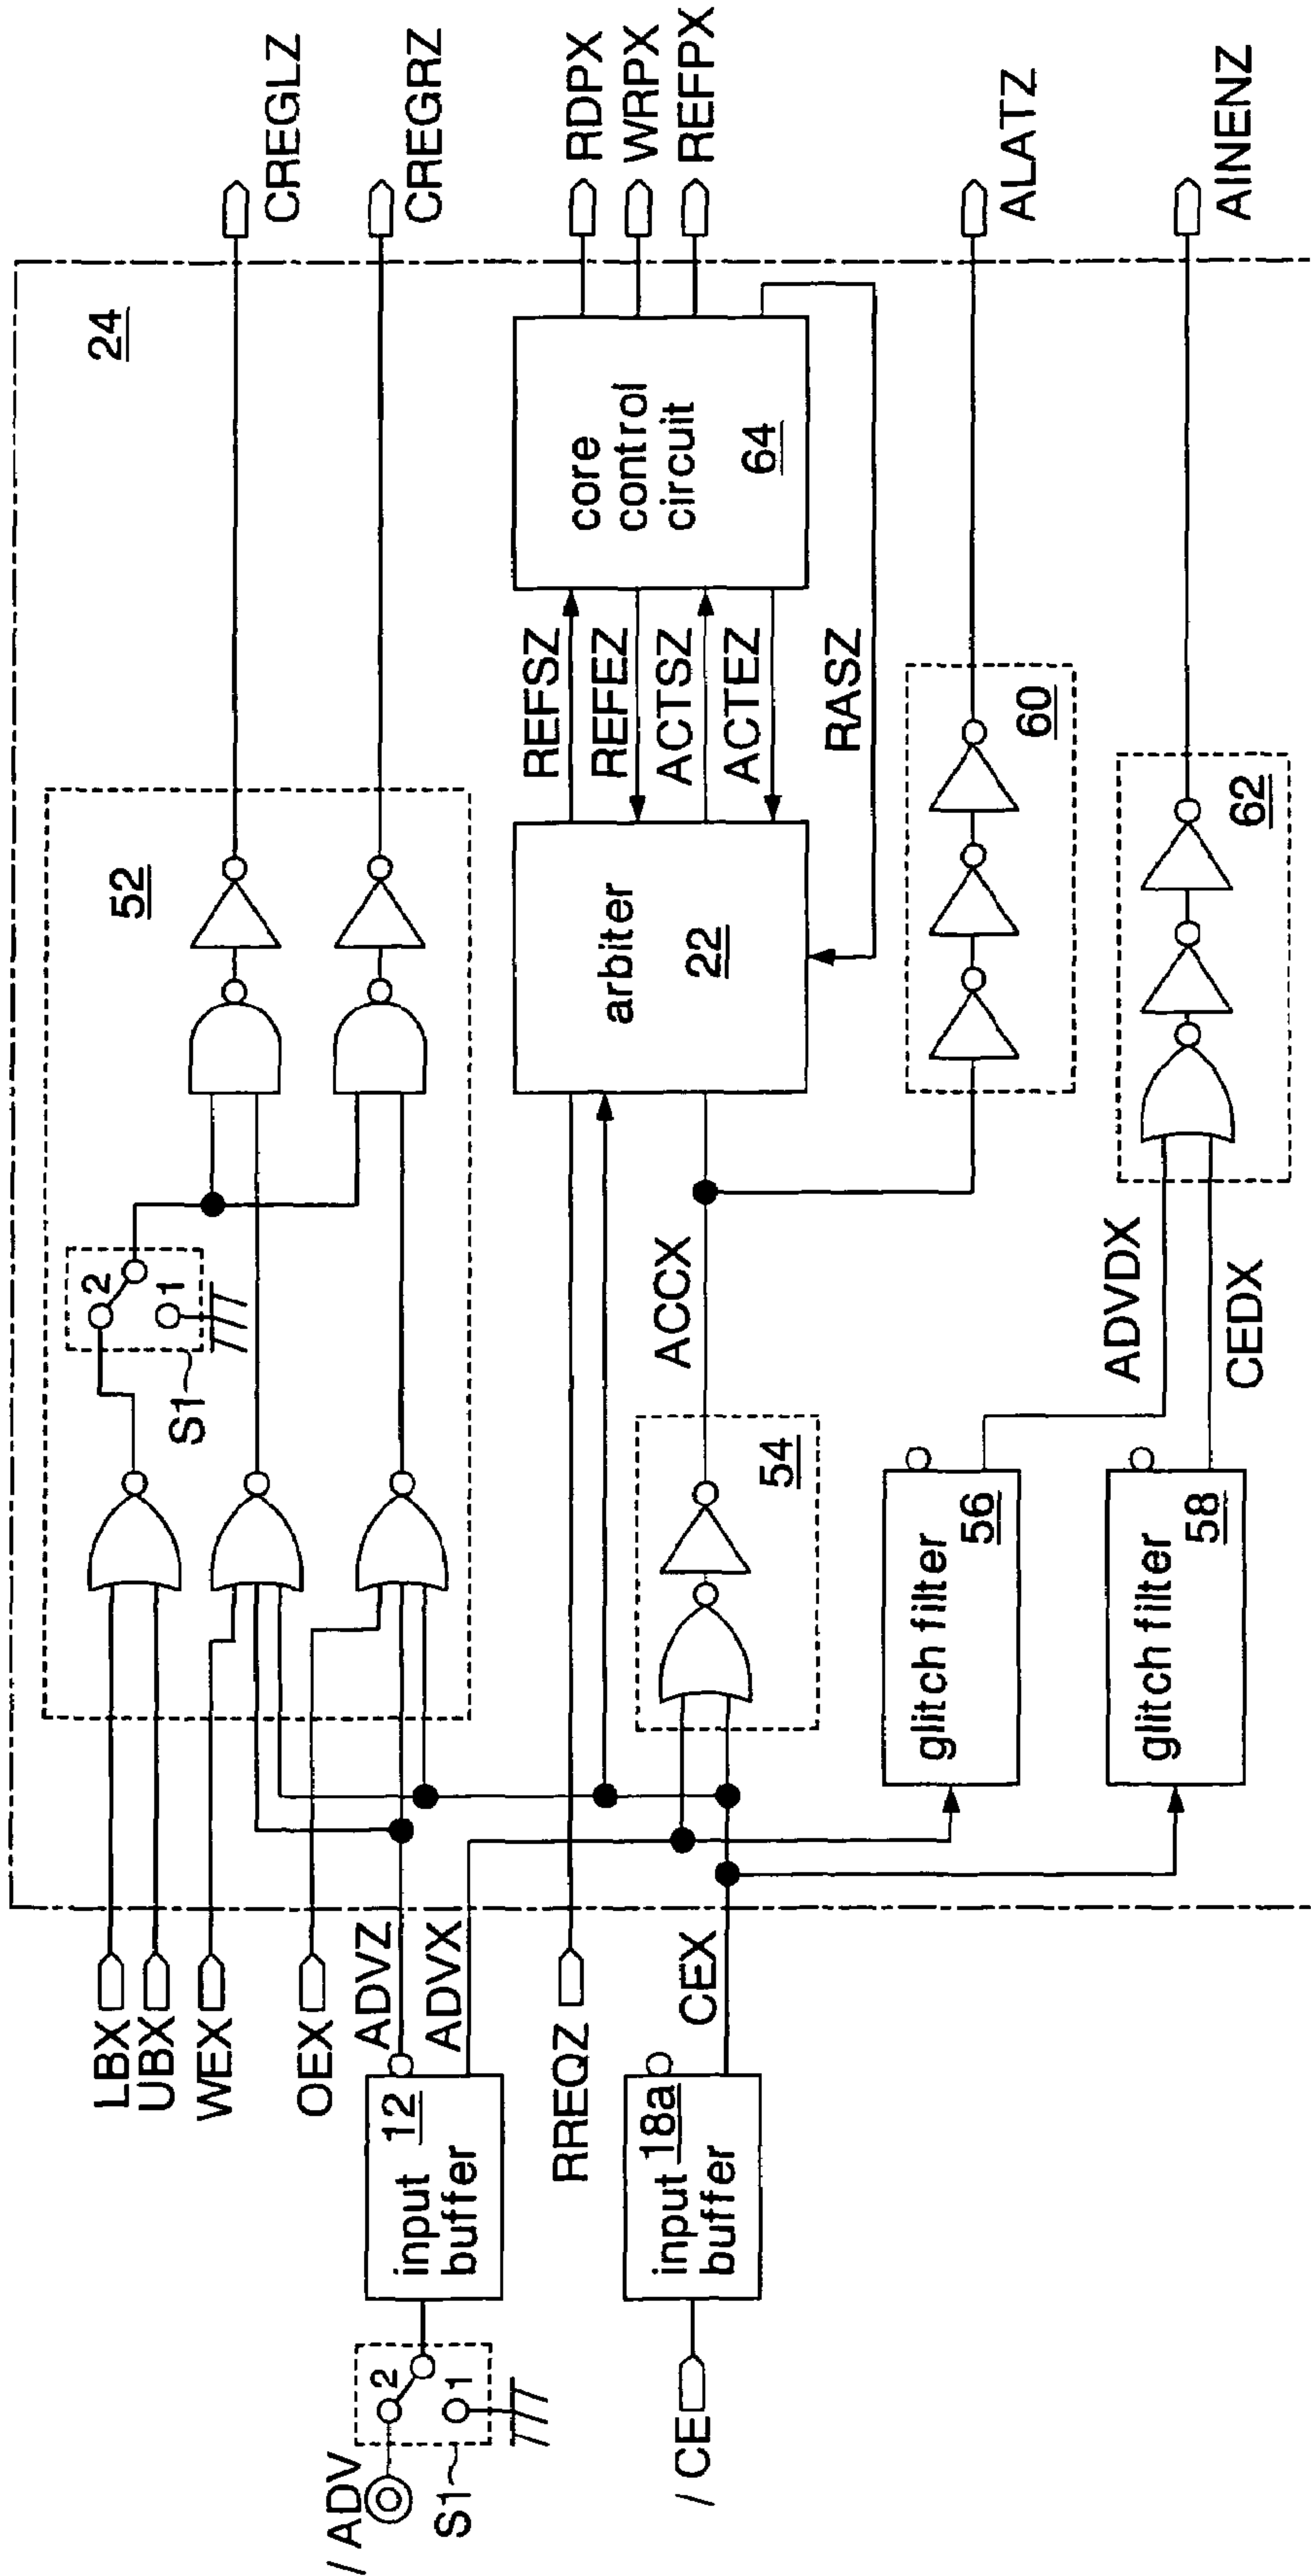 / ADV
S1
2
1
input
buffer
12
/ CE
input
buffer
18a
LBX
UBX
WEX
OEX
ADVZ
ADVX
RREQZ
CEX
24
52
S1
2
1
CREGLZ
CREGRZ
54
ACCX
arbiter
22
REFSZ
REFEZ
ACTSZ
ACTEZ
RASZ
core
control
circuit
64
RDPX
WRPX
REFPX
60
ALATZ
glitch filter
56
glitch filter
58
ADVDX
CEDX
62
AINENZ